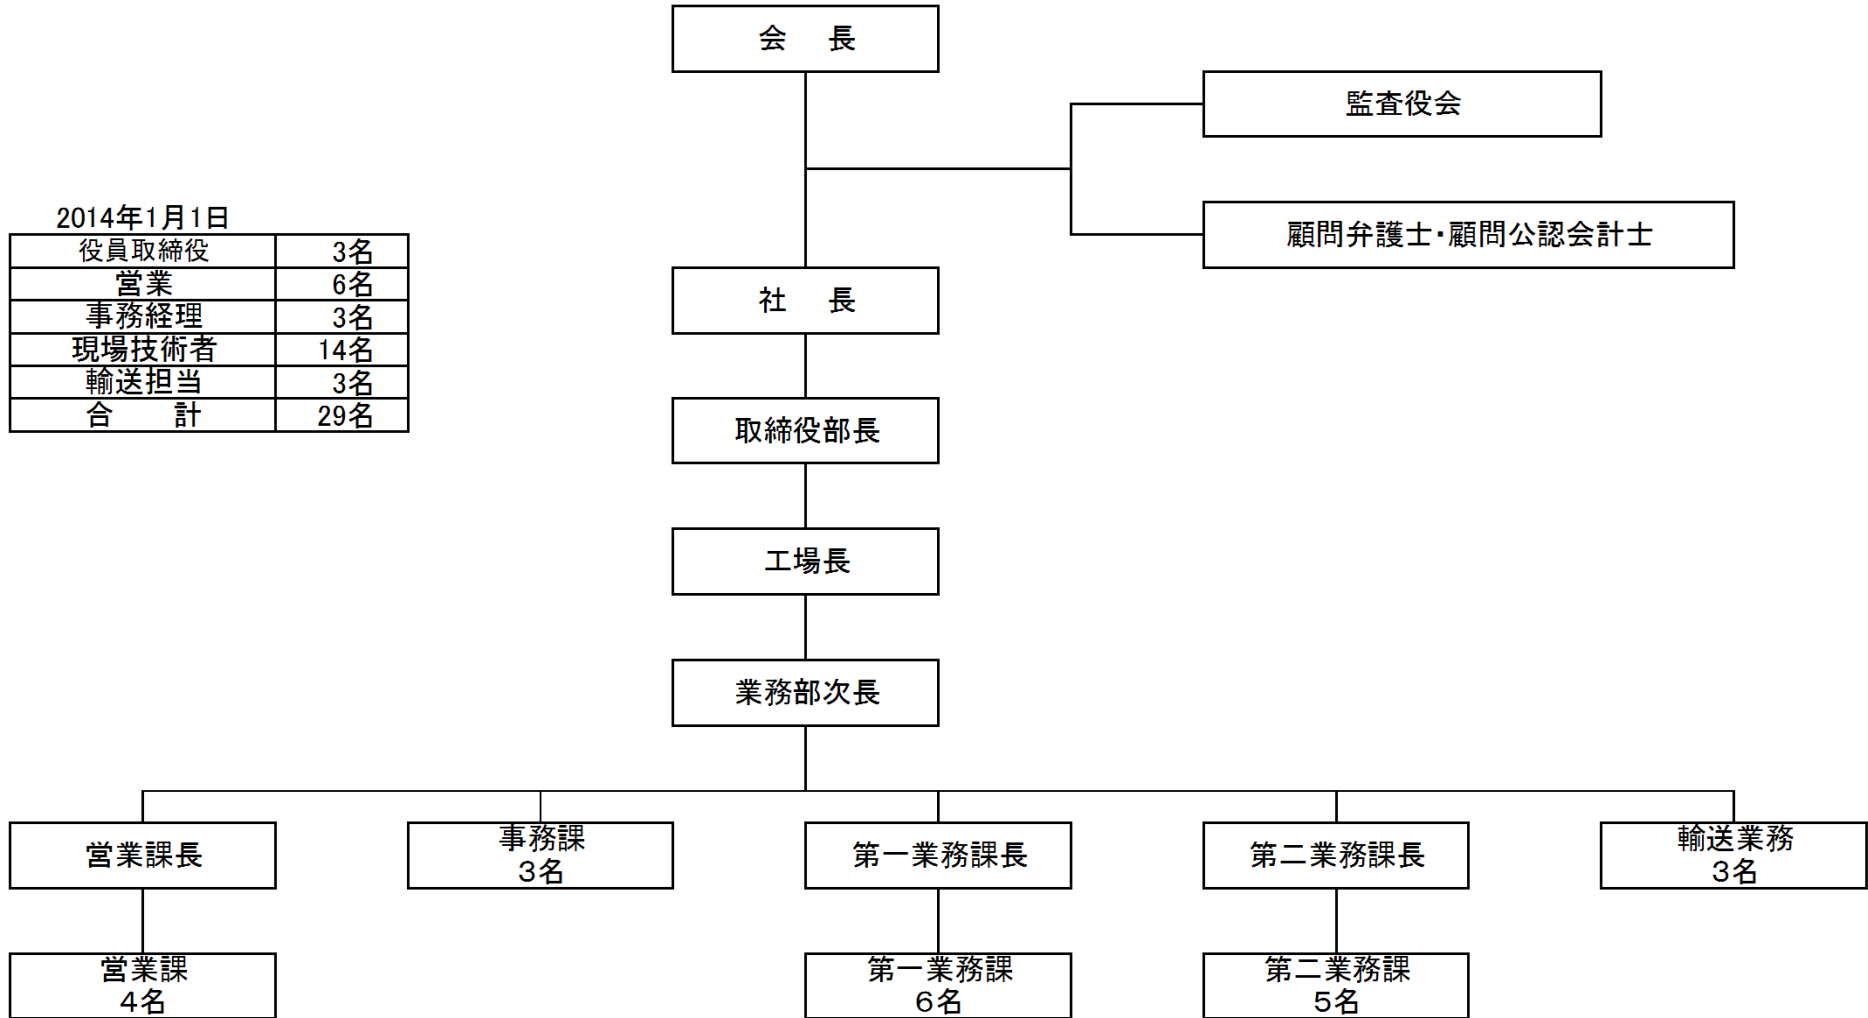 会 長
監査役会
顧問弁護士・顧問公認会計士
2014年1月1日
役員取締役 3名
営業 6名
事務経理 3名
現場技術者 14名
輸送担当 3名
合 計 29名
社 長
取締役部長
工場長
業務部次長
営業課長
事務課
3名
第一業務課長
第二業務課長
輸送業務
3名
営業課
4名
第一業務課
6名
第二業務課
5名